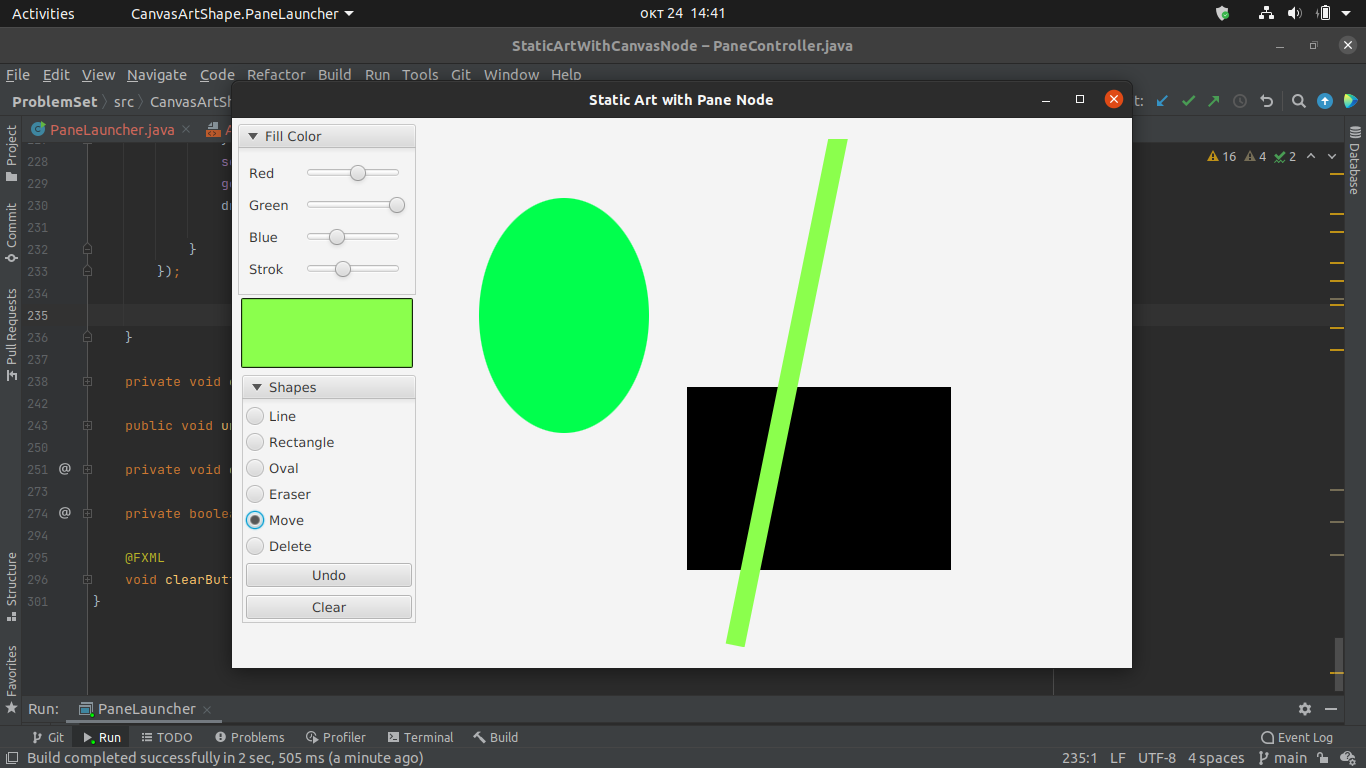 Activities CanvasArtShape.PaneLauncher окт 24 14:41
StaticArtWithCanvasNode – PaneController.java
File Edit View Navigate Code Refactor Build Run Tools Git Window Help
ProblemSet src CanvasArtSh
Static Art with Pane Node
PaneLauncher.java
16 4 2
Fill Color
Red
Green
Blue
Strok
Shapes
Line
Rectangle
Oval
Eraser
Move
Delete
Undo
Clear
228
229
230
231
232 }
233 });
234
235
236 }
237
238 private void
242
243 public void
250
251 @ private void
273
274 @ private boolea
294
295 @FXML
296 void clearButt
301 }
Project
Commit
Pull Requests
Structure
Favorites
Database
Run: PaneLauncher
Git Run TODO Problems Profiler Terminal Build Event Log
Build completed successfully in 2 sec, 505 ms (a minute ago) 235:1 LF UTF-8 4 spaces main